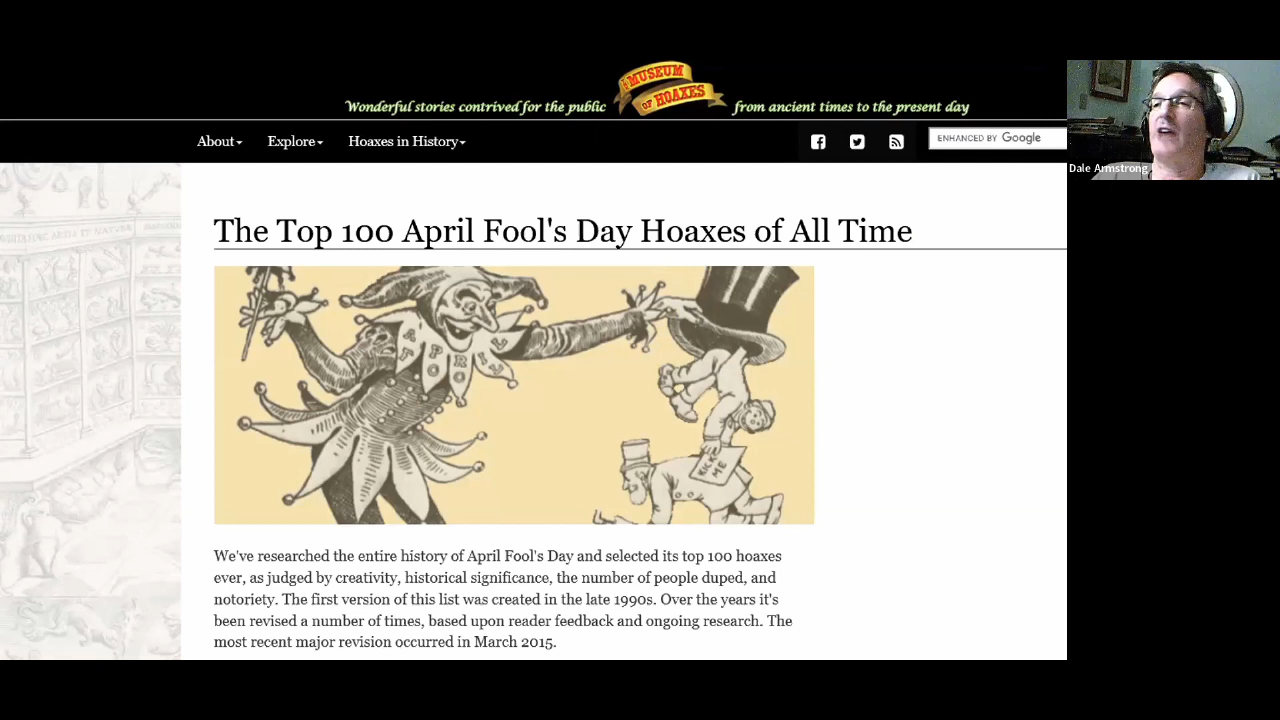 Wonderful stories contrived for the public
THE MUSEUM
OF HOAXES
from ancient times to the present day
About
Explore
Hoaxes in History
ENHANCED BY Google
Dale Armstrong
The Top 100 April Fool's Day Hoaxes of All Time
APRIL
FOOL
KICK
ME
We've researched the entire history of April Fool's Day and selected its top 100 hoaxes
ever, as judged by creativity, historical significance, the number of people duped, and
notoriety. The first version of this list was created in the late 1990s. Over the years it's
been revised a number of times, based upon reader feedback and ongoing research. The
most recent major revision occurred in March 2015.